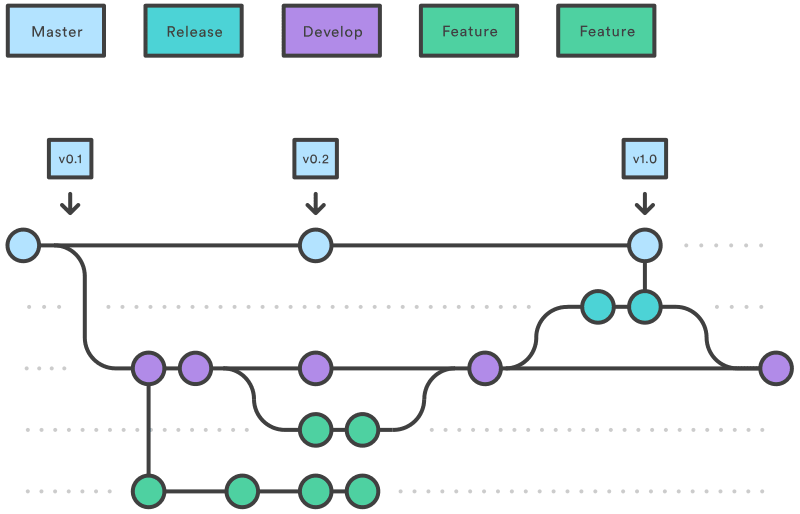 Master
Release
Develop
Feature
Feature
v0.1
v0.2
v1.0